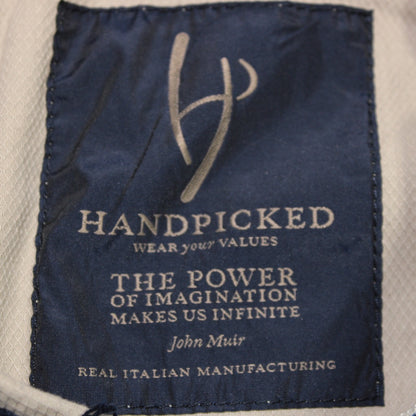 HANDPICKED
WEAR your VALUES
THE POWER
OF IMAGINATION
MAKES US INFINITE
John Muir
REAL ITALIAN MANUFACTURING